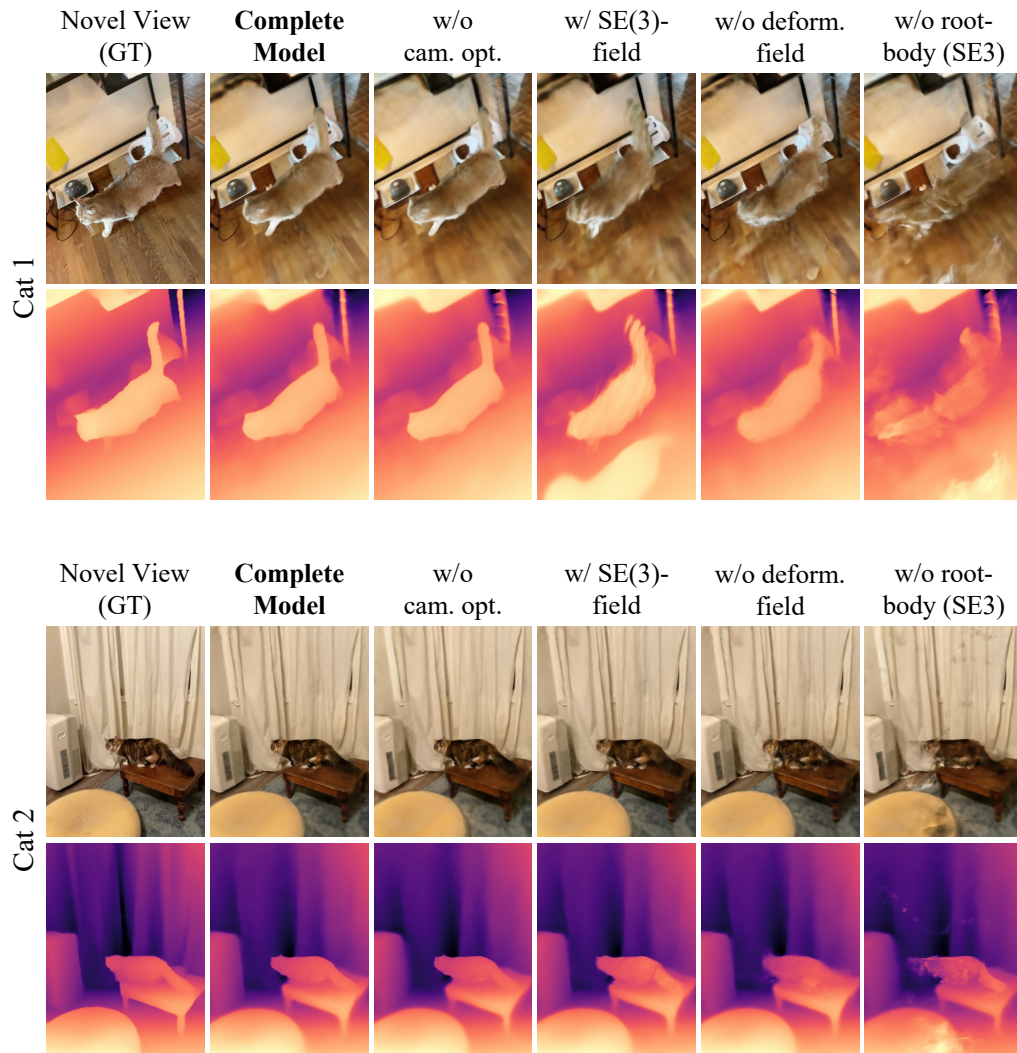 Novel View
(GT)
Complete
Model
w/o
cam. opt.
w/ SE(3)-
field
w/o deform.
field
w/o root-
body (SE3)
Cat 1
Novel View
(GT)
Complete
Model
w/o
cam. opt.
w/ SE(3)-
field
w/o deform.
field
w/o root-
body (SE3)
Cat 2